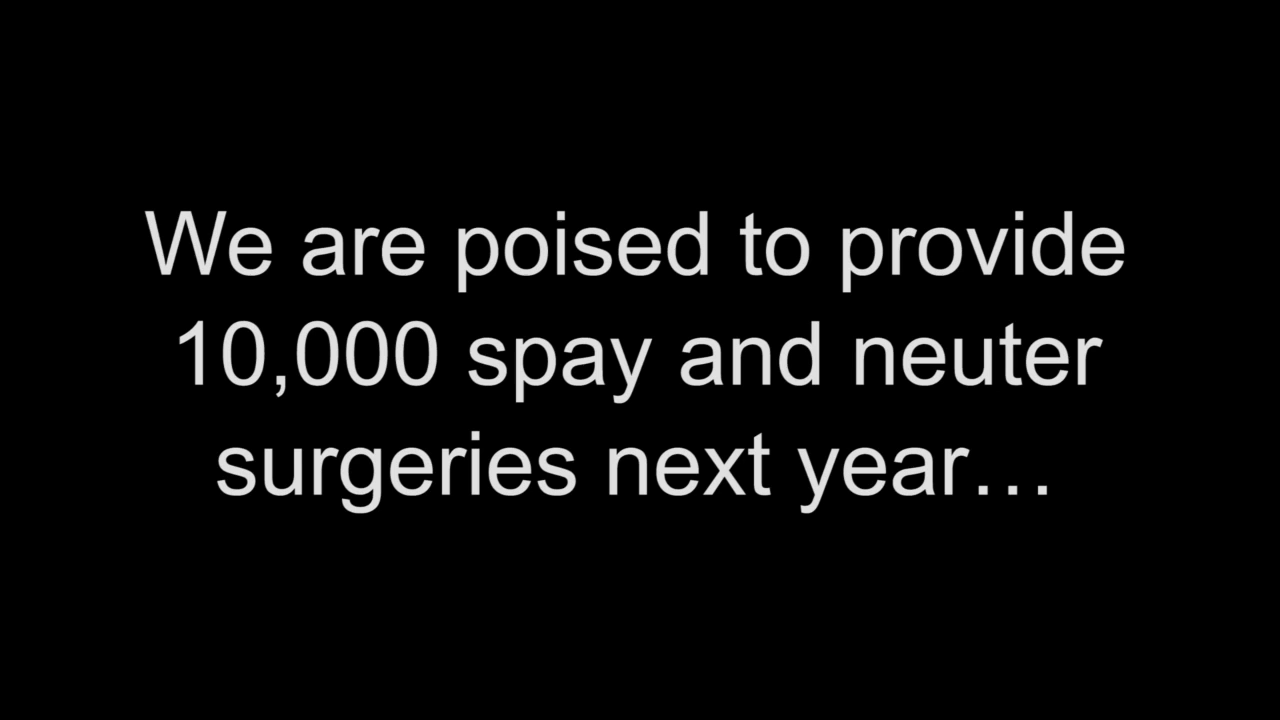 We are poised to provide
10,000 spay and neuter
surgeries next year…